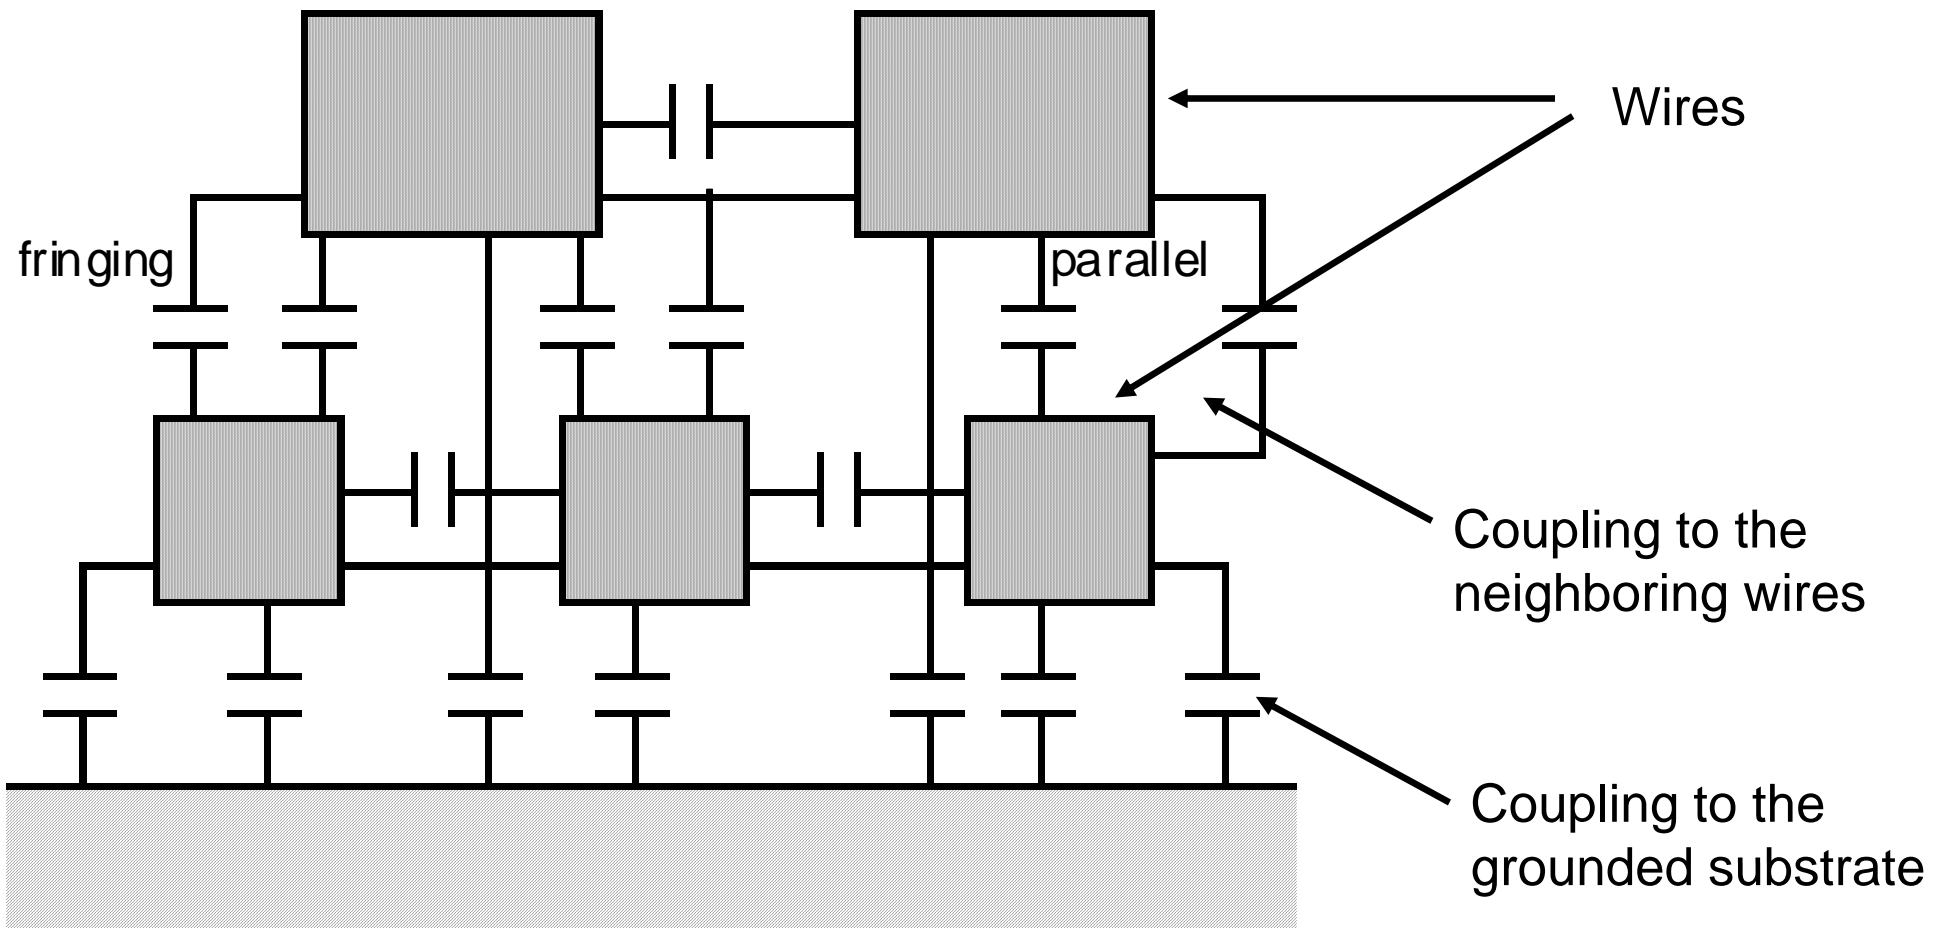 Wires
fringing
parallel
Coupling to the
neighboring wires
Coupling to the
grounded substrate